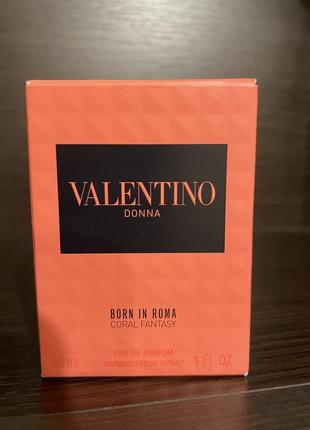 VALENTINO
DONNA
BORN IN ROMA
CORAL FANTASY
EAU DE PARFUM
30 ml VAPORISATEUR SPRAY 1 FL.OZ